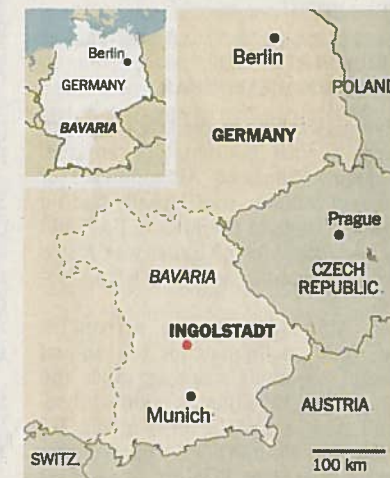 Berlin
GERMANY
BAVARIA
Berlin
POLAND
GERMANY
Prague
CZECH
REPUBLIC
BAVARIA
INGOLSTADT
Munich
AUSTRIA
SWITZ.
100 km